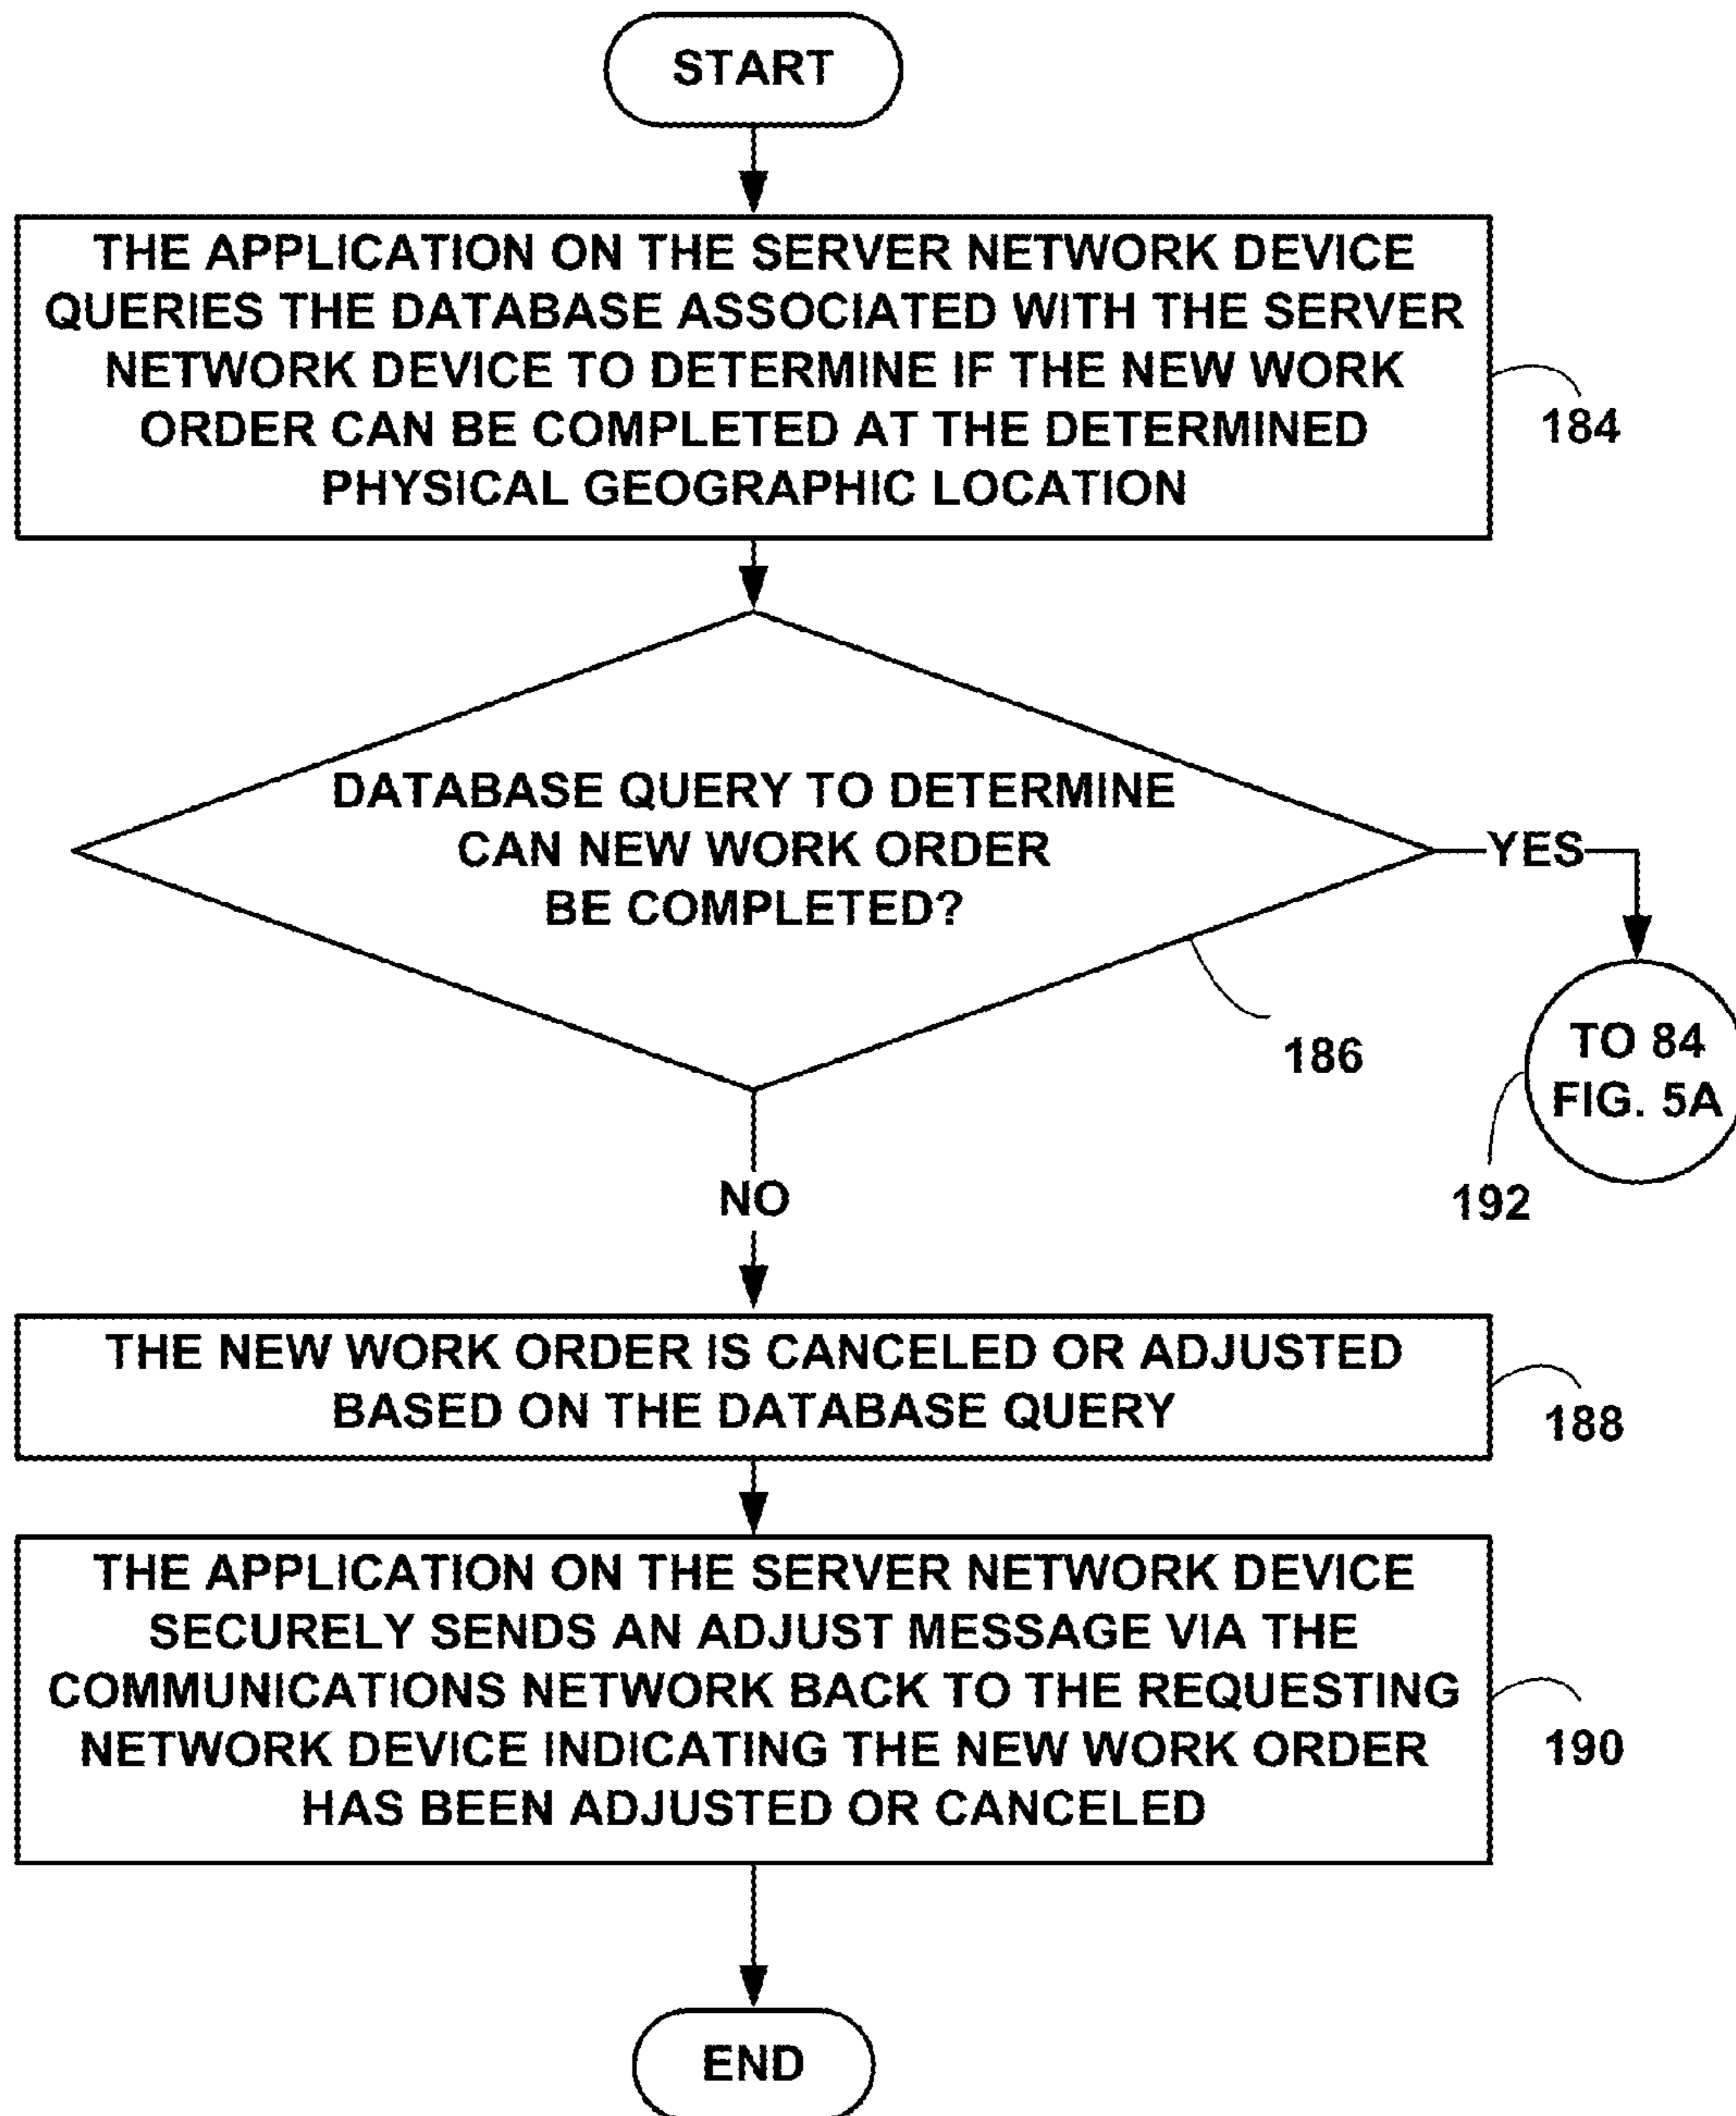 START
THE APPLICATION ON THE SERVER NETWORK DEVICE
QUERIES THE DATABASE ASSOCIATED WITH THE SERVER
NETWORK DEVICE TO DETERMINE IF THE NEW WORK
ORDER CAN BE COMPLETED AT THE DETERMINED
PHYSICAL GEOGRAPHIC LOCATION
184
DATABASE QUERY TO DETERMINE
CAN NEW WORK ORDER
BE COMPLETED?
YES
186
TO 84
FIG. 5A
192
NO
THE NEW WORK ORDER IS CANCELED OR ADJUSTED
BASED ON THE DATABASE QUERY
188
THE APPLICATION ON THE SERVER NETWORK DEVICE
SECURELY SENDS AN ADJUST MESSAGE VIA THE
COMMUNICATIONS NETWORK BACK TO THE REQUESTING
NETWORK DEVICE INDICATING THE NEW WORK ORDER
HAS BEEN ADJUSTED OR CANCELED
190
END